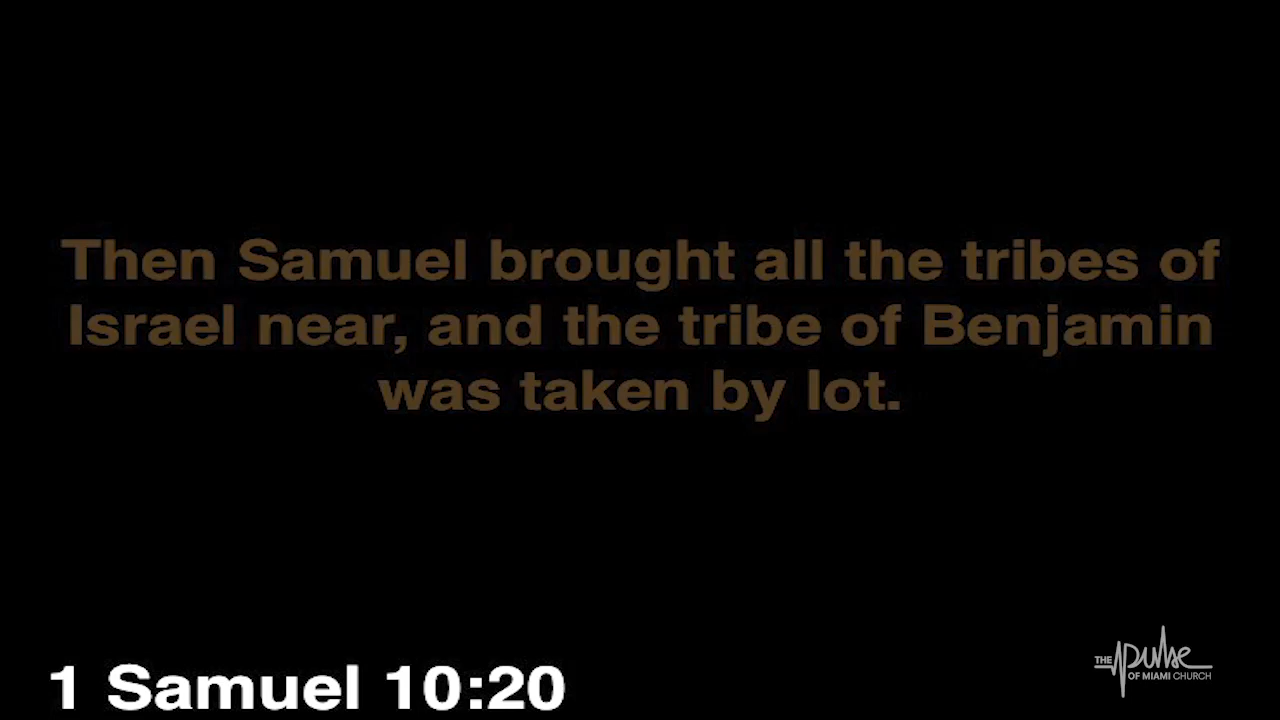 Then Samuel brought all the tribes of
Israel near, and the tribe of Benjamin
was taken by lot.
1 Samuel 10:20
THE pulse
OF MIAMI CHURCH